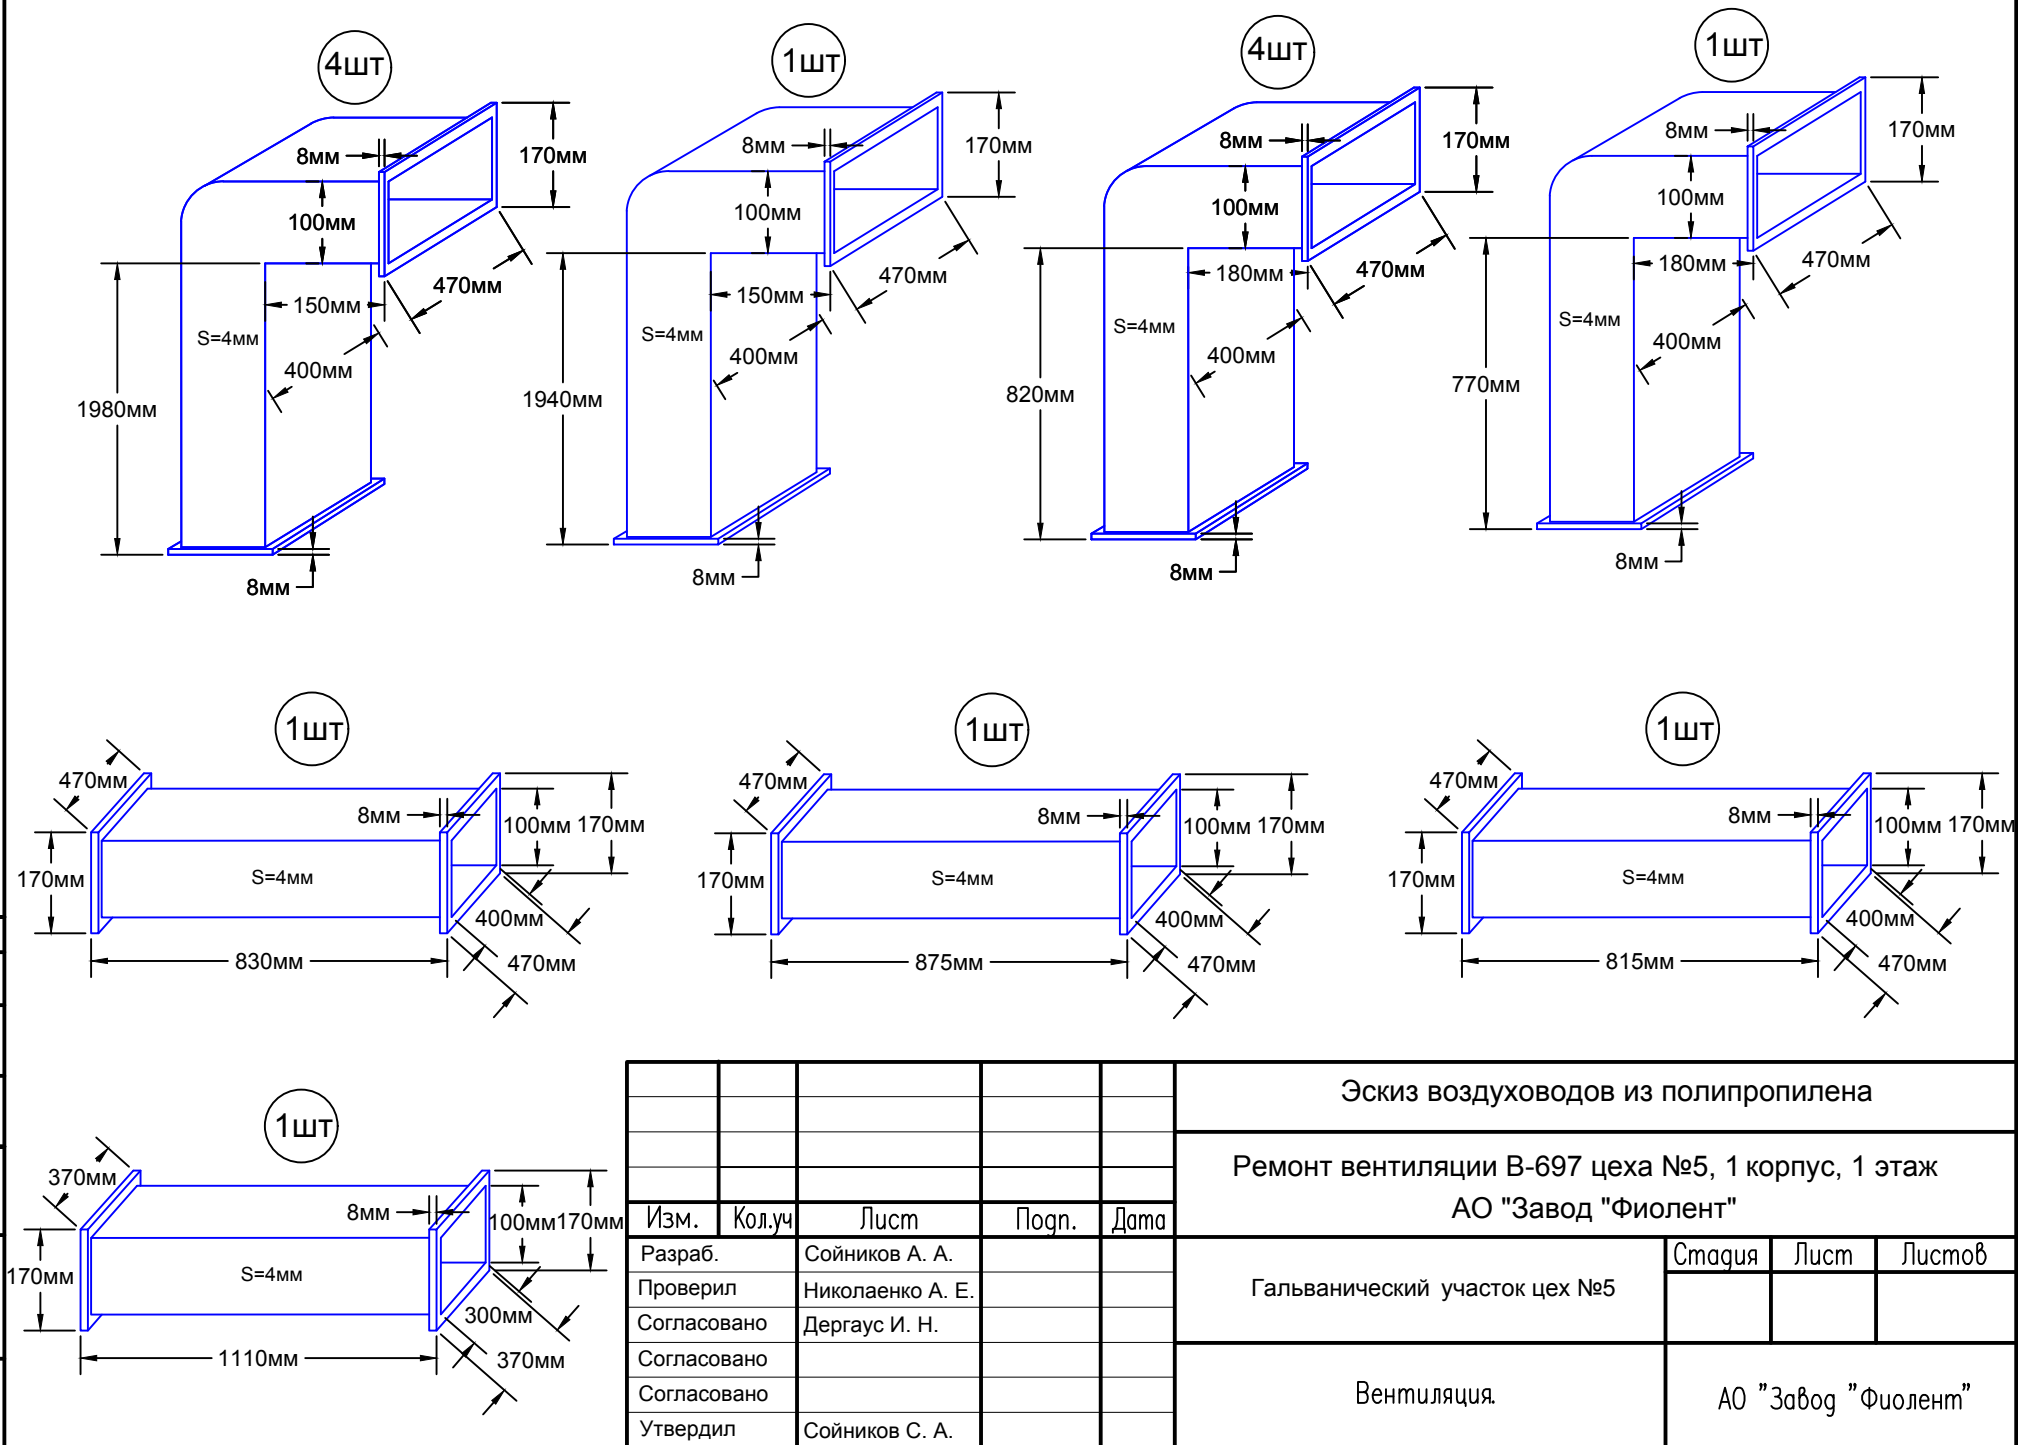 4шт
8мм
170мм
100мм
470мм
150мм
S=4мм
400мм
1980мм
8мм
1шт
8мм
170мм
100мм
470мм
150мм
S=4мм
400мм
1940мм
8мм
4шт
8мм
170мм
100мм
470мм
180мм
S=4мм
400мм
820мм
8мм
1шт
8мм
170мм
100мм
470мм
180мм
S=4мм
400мм
770мм
8мм
1шт
470мм
8мм
100мм 170мм
170мм
S=4мм
400мм
830мм
470мм
1шт
470мм
8мм
100мм 170мм
170мм
S=4мм
400мм
875мм
470мм
1шт
470мм
8мм
100мм 170мм
170мм
S=4мм
400мм
815мм
470мм
1шт
370мм
8мм
100мм 170мм
170мм
S=4мм
300мм
1110мм
370мм
Эскиз воздуховодов из полипропилена
Ремонт вентиляции В-697 цеха №5, 1 корпус, 1 этаж
АО "Завод "Фиолент"
Изм. Кол.уч Лист Подп. Дата
Разраб. Сойников А. А.
Проверил Николаенко А. Е.
Согласовано Дергаус И. Н.
Согласовано
Согласовано
Утвердил Сойников С. А.
Гальванический участок цех №5
Стадия Лист Листов
Вентиляция.
АО "Завод "Фиолент"